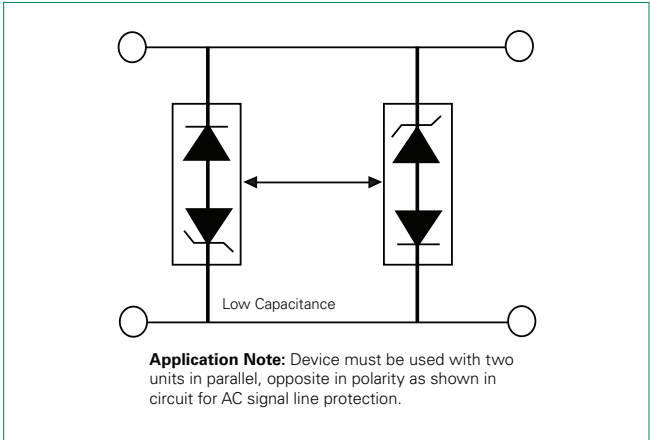 Low Capacitance
Application Note: Device must be used with two
units in parallel, opposite in polarity as shown in
circuit for AC signal line protection.